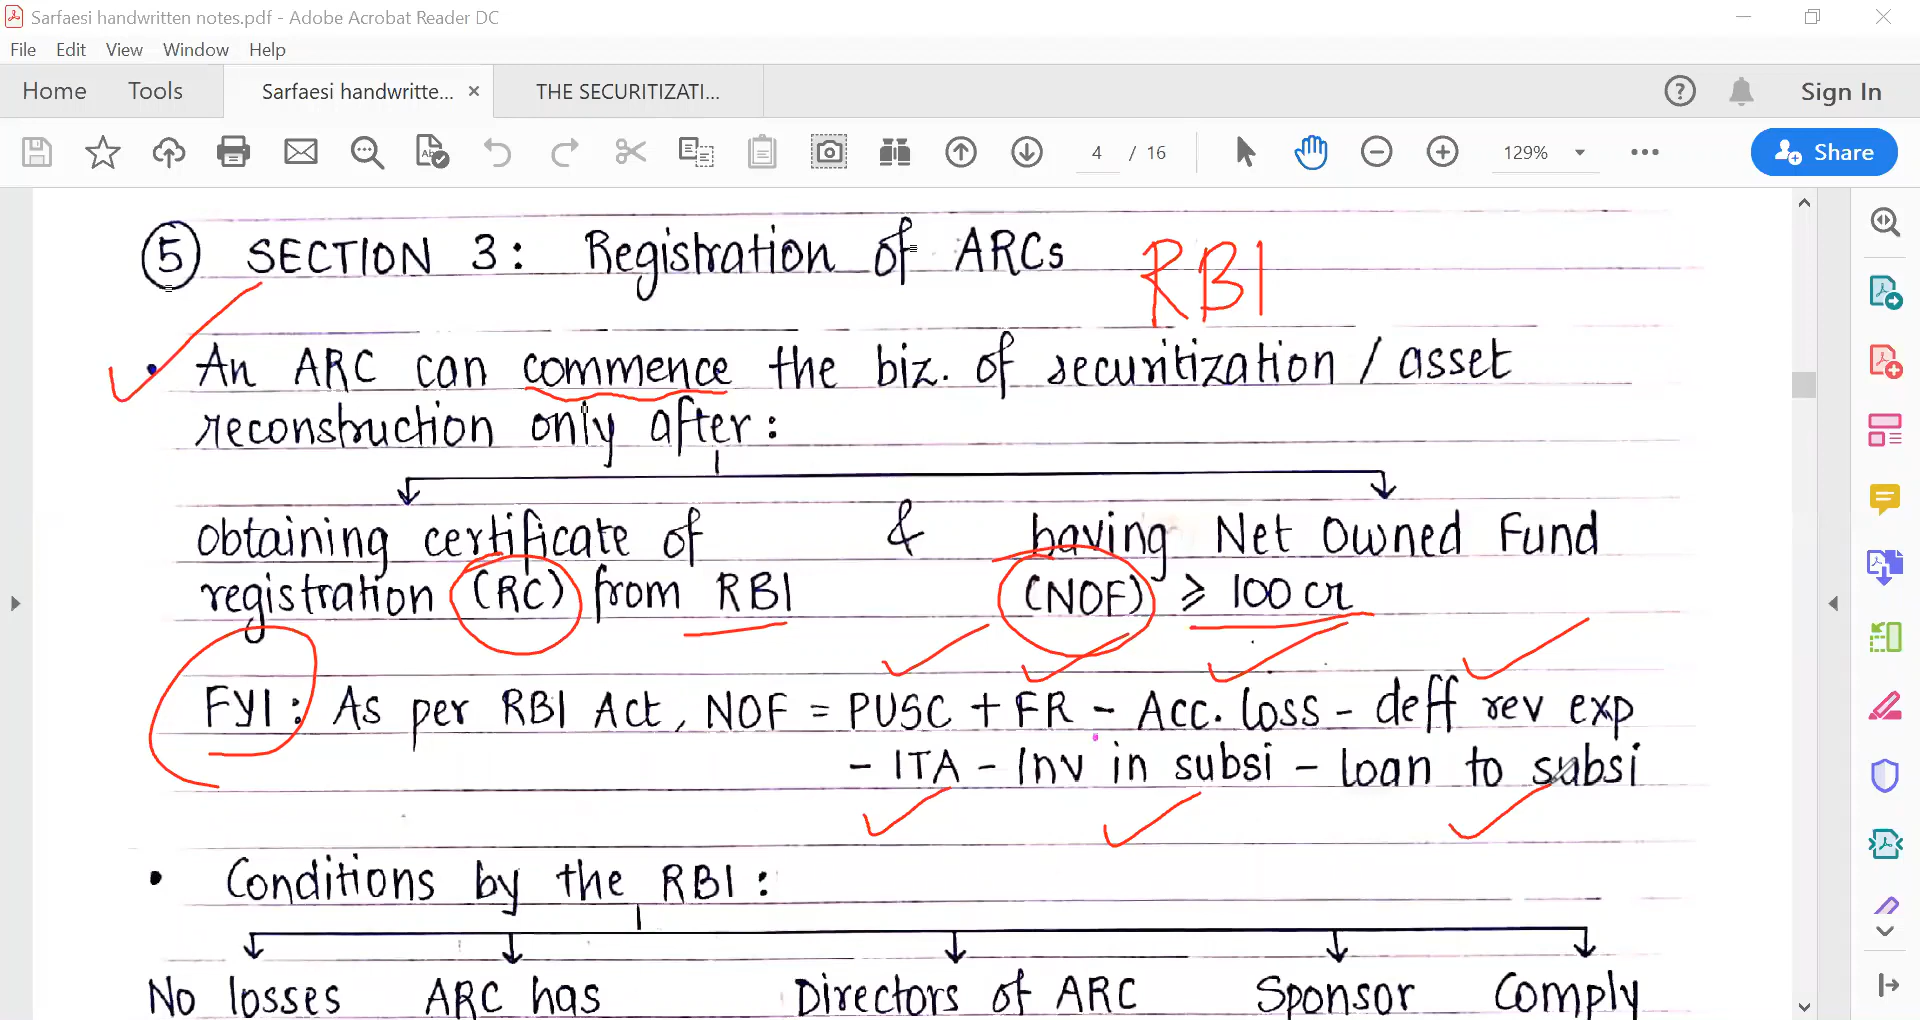 Sarfaesi handwritten notes.pdf - Adobe Acrobat Reader DC
File Edit View Window Help
Home Tools Sarfaesi handwritte... × THE SECURITIZATI... Sign In
4 / 16 129% Share
5 SECTION 3: Registration of ARCs RBI
• An ARC can commence the biz. of securitization / asset
reconstruction only after:
obtaining certificate of & having Net Owned Fund
registration (RC) from RBI (NOF) ≥ 100 cr
FYI: As per RBI Act, NOF = PUSC + FR - Acc. loss - deff rev exp
- ITA - Inv in subsi - loan to subsi
• Conditions by the RBI:
No losses ARC has Directors of ARC Sponsor Comply